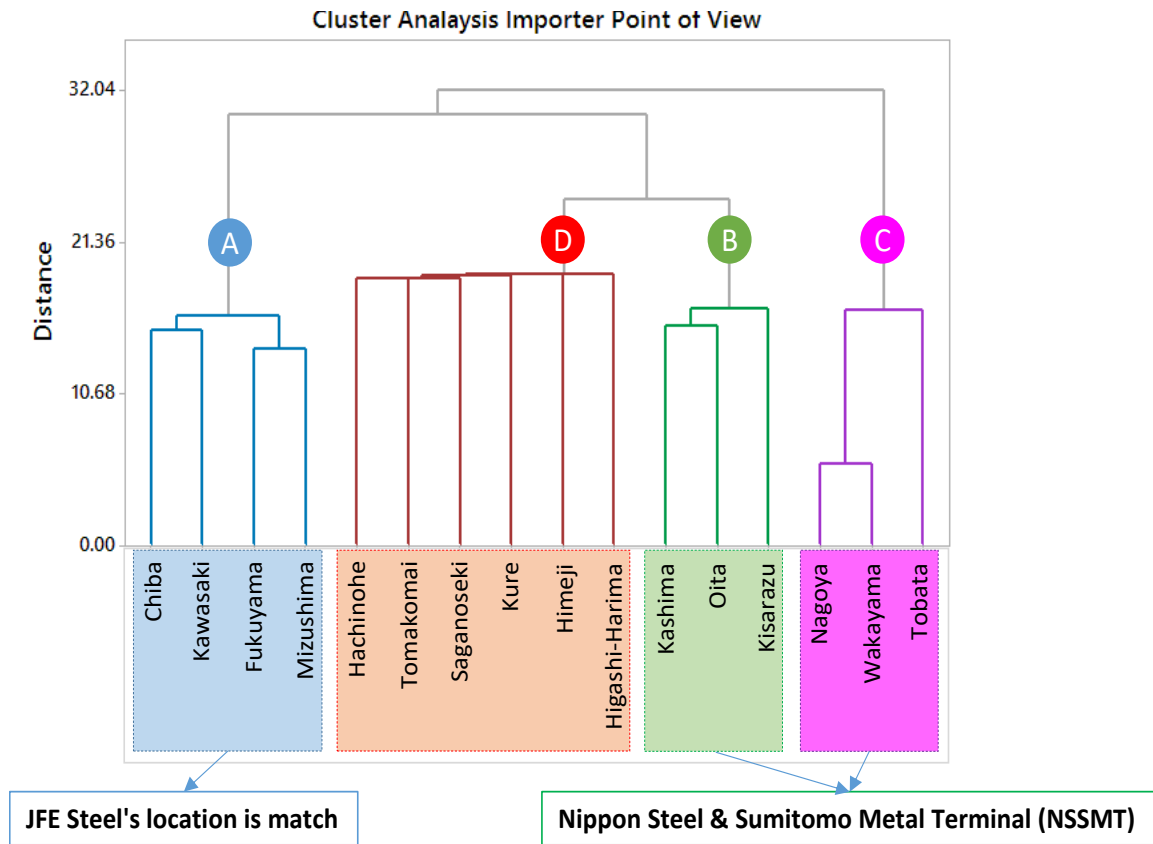 Cluster Analaysis Importer Point of View
Distance
32.04
21.36
10.68
0.00
A
D
B
C
Chiba
Kawasaki
Fukuyama
Mizushima
Hachinohe
Tomakomai
Saganoseki
Kure
Himeji
Higashi-Harima
Kashima
Oita
Kisarazu
Nagoya
Wakayama
Tobata
JFE Steel's location is match
Nippon Steel & Sumitomo Metal Terminal (NSSMT)